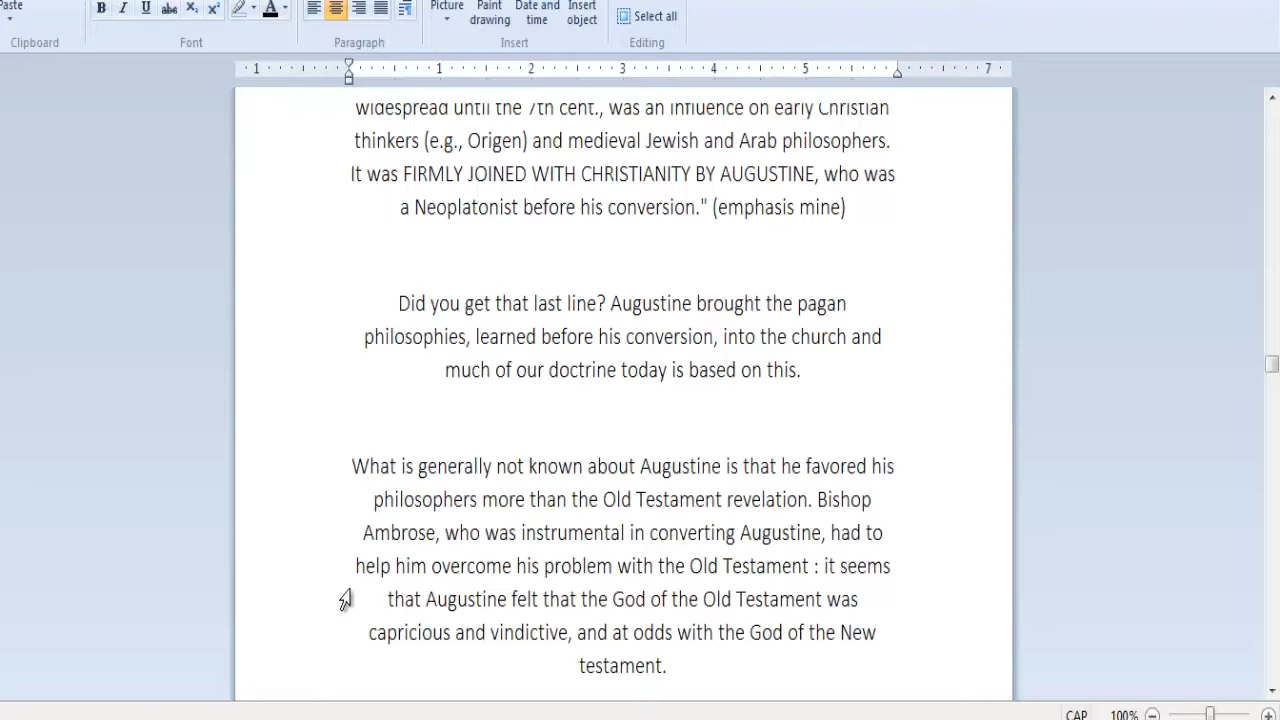 Paste
B I U abc X₂ X² A
Picture Paint drawing Date and time Insert object
Select all
Clipboard Font Paragraph Insert Editing
1 1 2 3 4 5 7
widespread until the 7th cent., was an influence on early Christian
thinkers (e.g., Origen) and medieval Jewish and Arab philosophers.
It was FIRMLY JOINED WITH CHRISTIANITY BY AUGUSTINE, who was
a Neoplatonist before his conversion." (emphasis mine)
Did you get that last line? Augustine brought the pagan
philosophies, learned before his conversion, into the church and
much of our doctrine today is based on this.
What is generally not known about Augustine is that he favored his
philosophers more than the Old Testament revelation. Bishop
Ambrose, who was instrumental in converting Augustine, had to
help him overcome his problem with the Old Testament : it seems
that Augustine felt that the God of the Old Testament was
capricious and vindictive, and at odds with the God of the New
testament.
CAP 100%